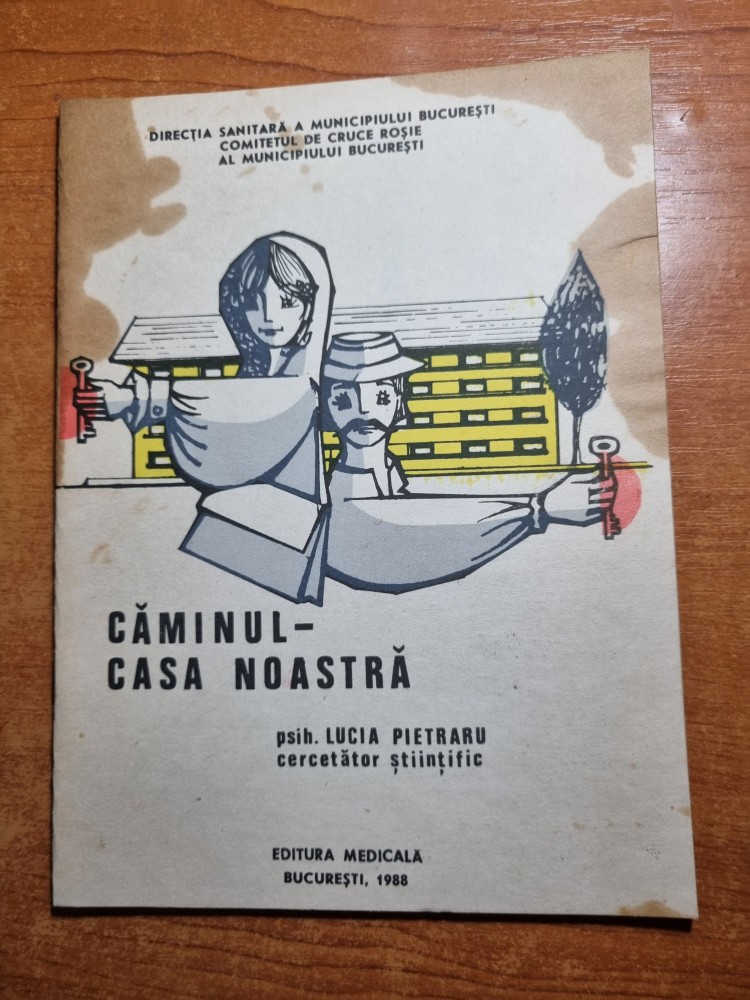 DIRECȚIA SANITARĂ A MUNICIPIULUI BUCUREȘTI
COMITETUL DE CRUCE ROȘIE
AL MUNICIPIULUI BUCUREȘTI
CĂMINUL–
CASA NOASTRĂ
psih. LUCIA PIETRARU
cercetător științific
EDITURA MEDICALĂ
BUCUREȘTI, 1988